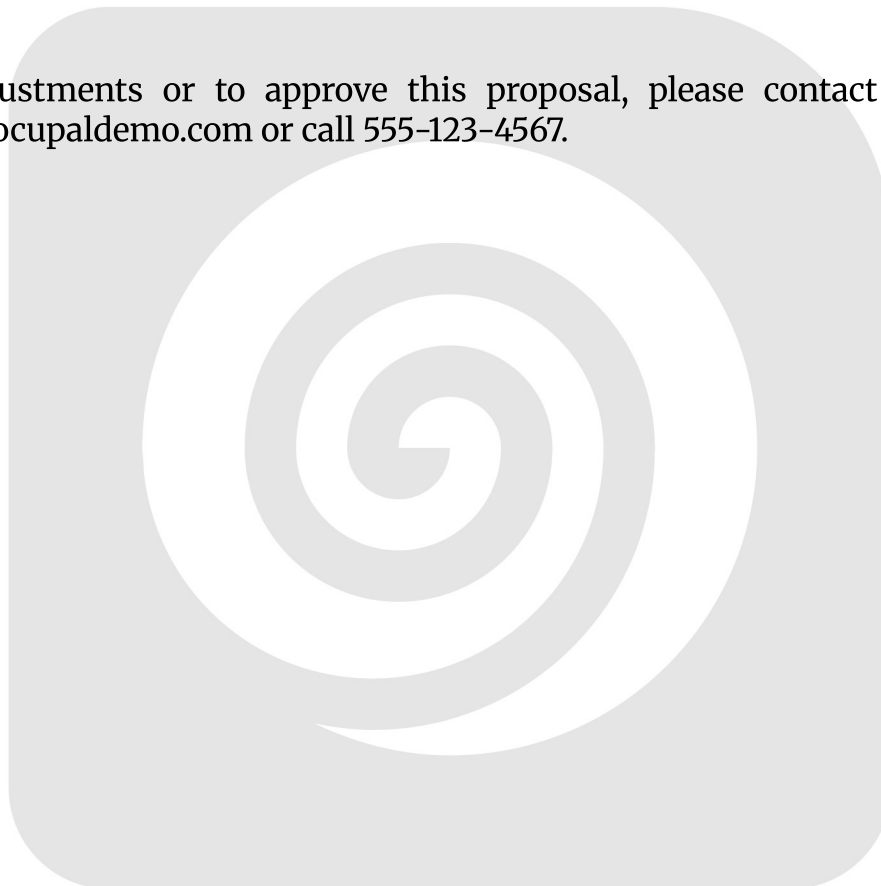 ustments or to approve this proposal, please contact
ocupaldemo.com or call 555-123-4567.